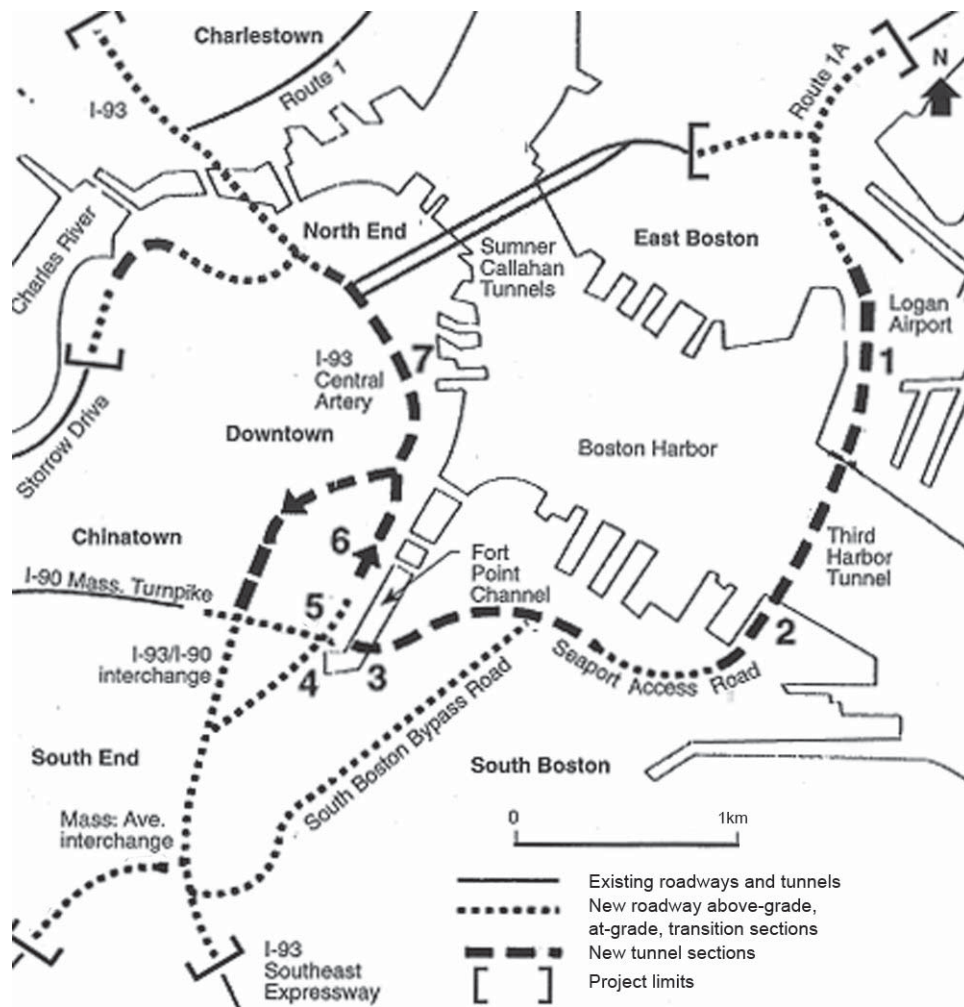 Charlestown
Route 1
I-93
Route 1A
N
Charles River
North End
East Boston
Sumner
Callahan
Tunnels
Logan
Airport
1
7
I-93
Central
Artery
Storrow Drive
Downtown
Boston Harbor
Chinatown
6
Fort
Point
Channel
Third
Harbor
Tunnel
I-90 Mass. Turnpike
5
2
I-93/I-90
interchange
4
3
Seaport Access Road
South Boston Bypass Road
South End
South Boston
Mass: Ave.
interchange
0
1km
Existing roadways and tunnels
New roadway above-grade,
at-grade, transition sections
New tunnel sections
Project limits
I-93
Southeast
Expressway